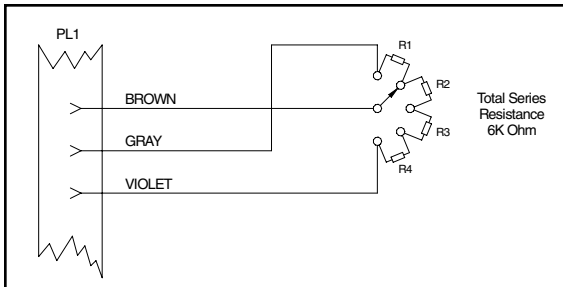 PL1
R1
R2
BROWN
Total Series
Resistance
6K Ohm
R3
GRAY
R4
VIOLET